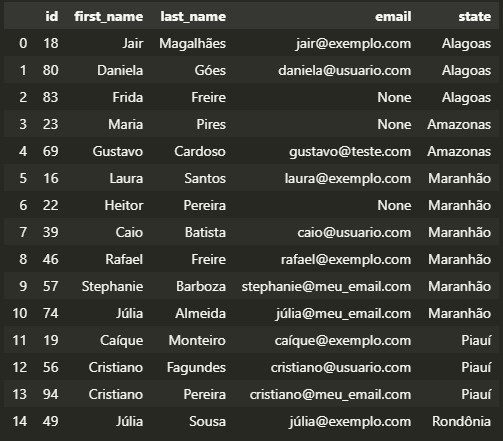 id first_name last_name email state
0 18 Jair Magalhães jair@exemplo.com Alagoas
1 80 Daniela Góes daniela@usuario.com Alagoas
2 83 Frida Freire None Alagoas
3 23 Maria Pires None Amazonas
4 69 Gustavo Cardoso gustavo@teste.com Amazonas
5 16 Laura Santos laura@exemplo.com Maranhão
6 22 Heitor Pereira None Maranhão
7 39 Caio Batista caio@usuario.com Maranhão
8 46 Rafael Freire rafael@exemplo.com Maranhão
9 57 Stephanie Barboza stephanie@meu_email.com Maranhão
10 74 Júlia Almeida júlia@meu_email.com Maranhão
11 19 Caíque Monteiro caíque@exemplo.com Piauí
12 56 Cristiano Fagundes cristiano@usuario.com Piauí
13 94 Cristiano Pereira cristiano@meu_email.com Piauí
14 49 Júlia Sousa júlia@exemplo.com Rondônia